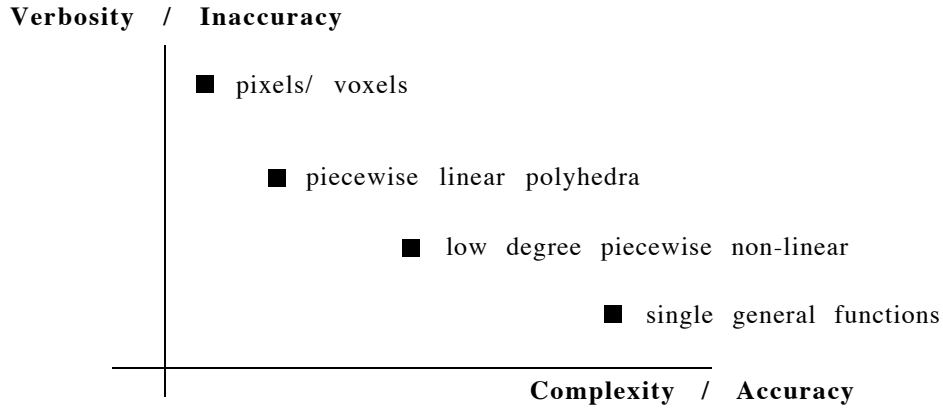 Verbosity / Inaccuracy
pixels/ voxels
piecewise linear polyhedra
low degree piecewise non-linear
single general functions
Complexity / Accuracy